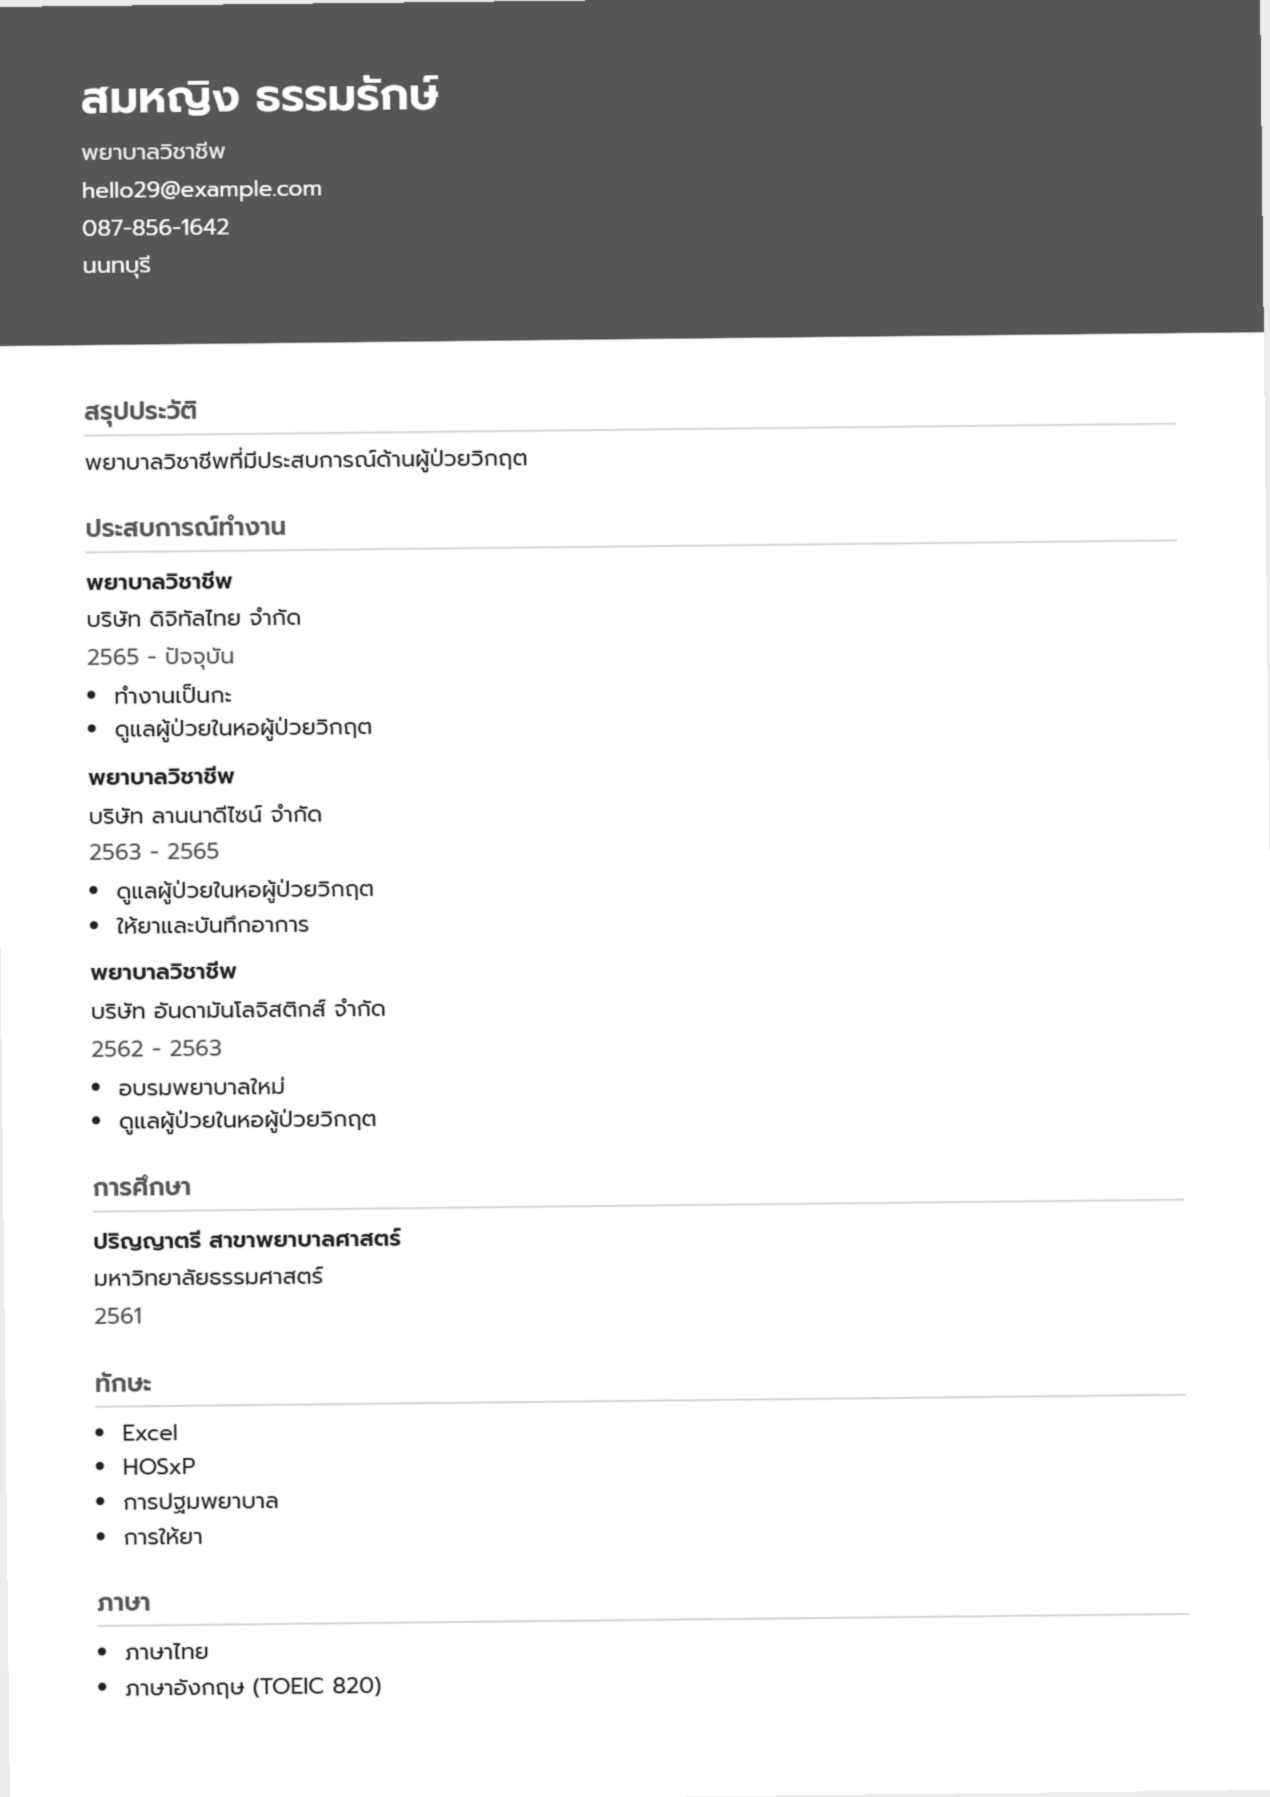 สมหญิง ธรรมรักษ์
พยาบาลวิชาชีพ
hello29@example.com
087-856-1642
นนทบุรี
สรุปประวัติ
พยาบาลวิชาชีพที่มีประสบการณ์ด้านผู้ป่วยวิกฤต
ประสบการณ์ทำงาน
พยาบาลวิชาชีพ
บริษัท ดิจิทัลไทย จำกัด
2565 - ปัจจุบัน
• ทำงานเป็นกะ
• ดูแลผู้ป่วยในหอผู้ป่วยวิกฤต
พยาบาลวิชาชีพ
บริษัท ลานนาดีไซน์ จำกัด
2563 - 2565
• ดูแลผู้ป่วยในหอผู้ป่วยวิกฤต
• ให้ยาและบันทึกอาการ
พยาบาลวิชาชีพ
บริษัท อันดามันโลจิสติกส์ จำกัด
2562 - 2563
• อบรมพยาบาลใหม่
• ดูแลผู้ป่วยในหอผู้ป่วยวิกฤต
การศึกษา
ปริญญาตรี สาขาพยาบาลศาสตร์
มหาวิทยาลัยธรรมศาสตร์
2561
ทักษะ
• Excel
• HOSxP
• การปฐมพยาบาล
• การให้ยา
ภาษา
• ภาษาไทย
• ภาษาอังกฤษ (TOEIC 820)